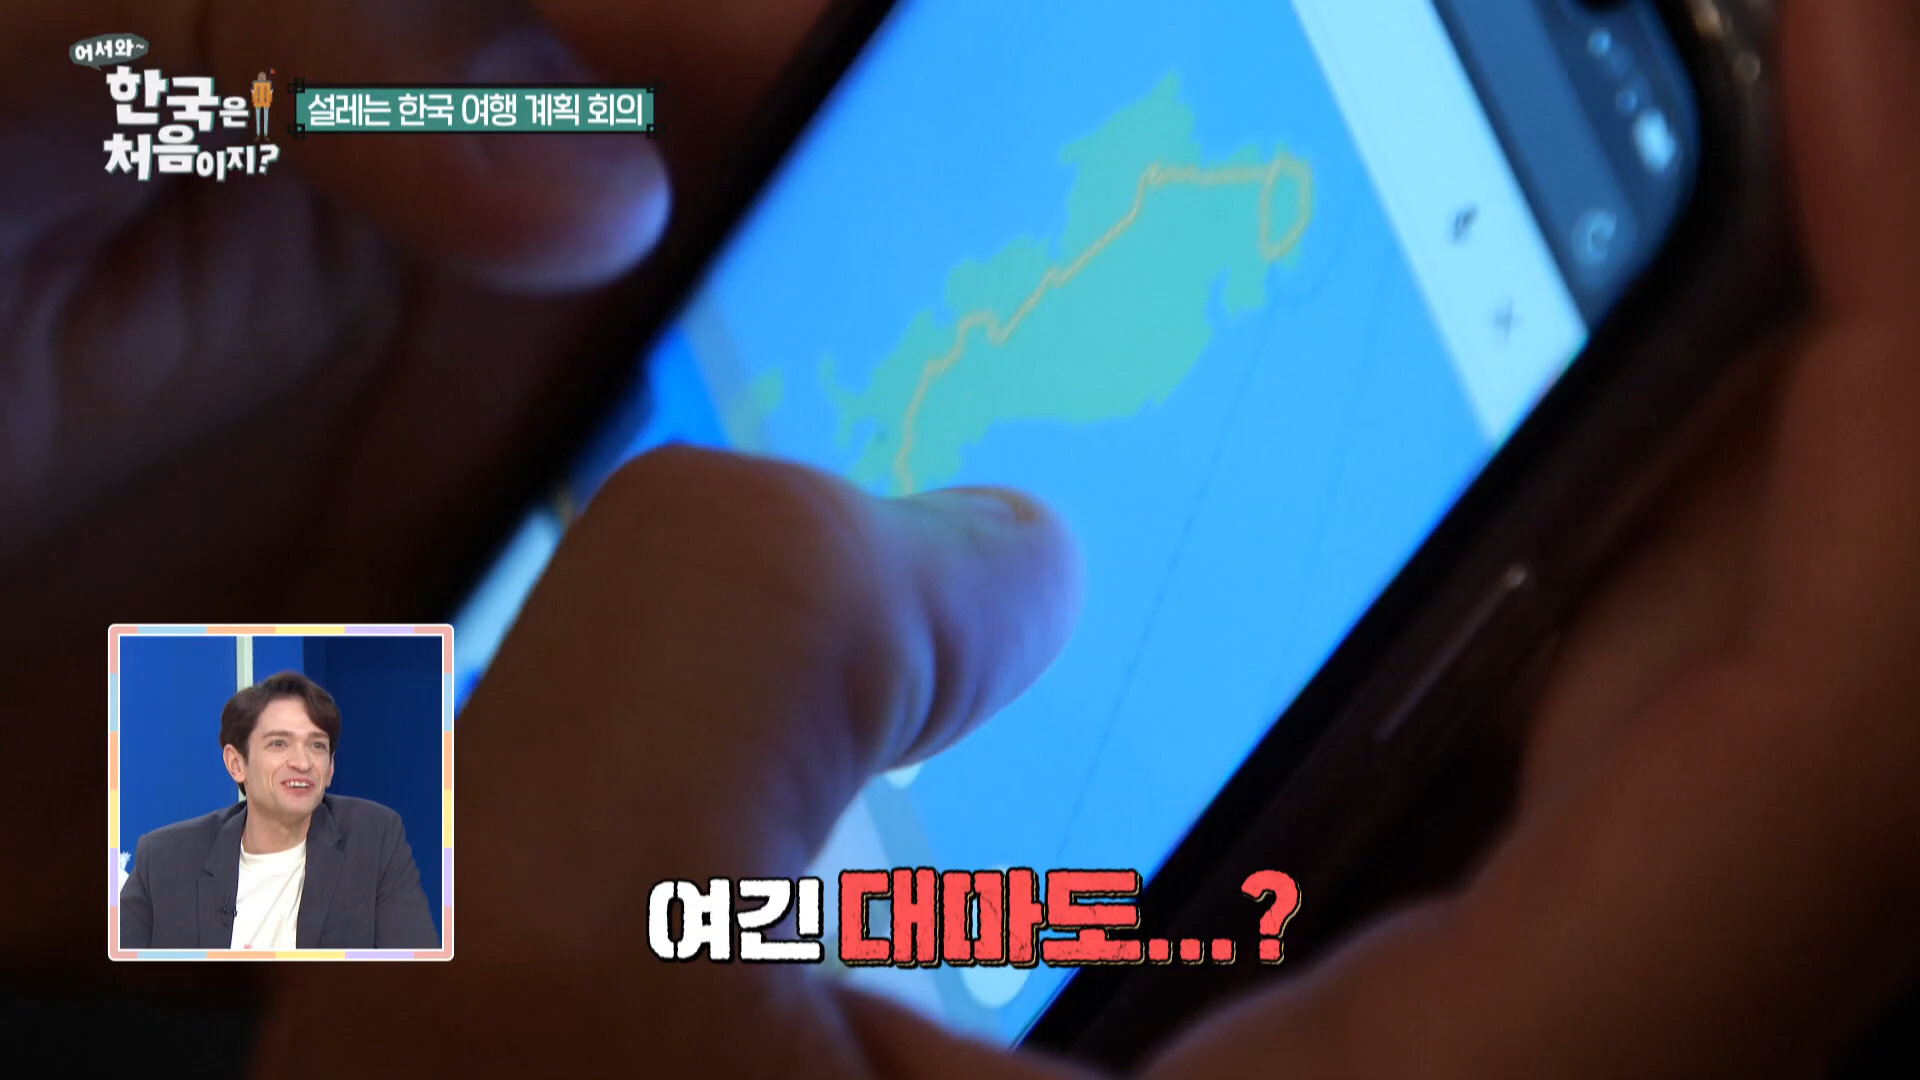 어서와~
한국은
처음이지?
설레는 한국 여행 계획 회의
여긴 대마도...?